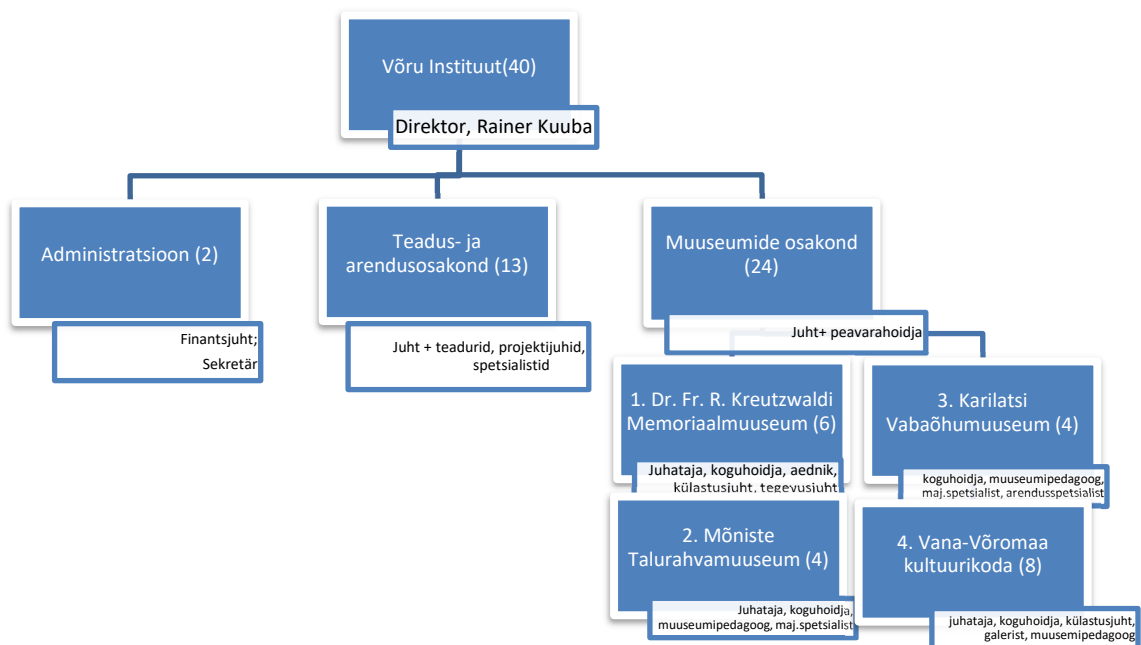 Võru Instituut(40)
Direktor, Rainer Kuuba
Administratsioon (2)
Finantsjuht;
Sekretär
Teadus- ja
arendusosakond (13)
Juht + teadurid, projektijuhid,
spetsialistid
Muuseumide osakond
(24)
Juht+ peavarahoidja
1. Dr. Fr. R. Kreutzwaldi
Memoriaalmuuseum (6)
Juhataja, koguhoidja, aednik,
külastusjuht, tegevusjuht
2. Mõniste
Talurahvamuuseum (4)
Juhataja, koguhoidja,
muuseumipedagoog, maj.spetsialist
3. Karilatsi
Vabaõhumuuseum (4)
koguhoidja, muuseumipedagoog,
maj.spetsialist, arendusspetsialist
4. Vana-Võromaa
kultuurikoda (8)
juhataja, koguhoidja, külastusjuht,
galerist, muusemipedagoog